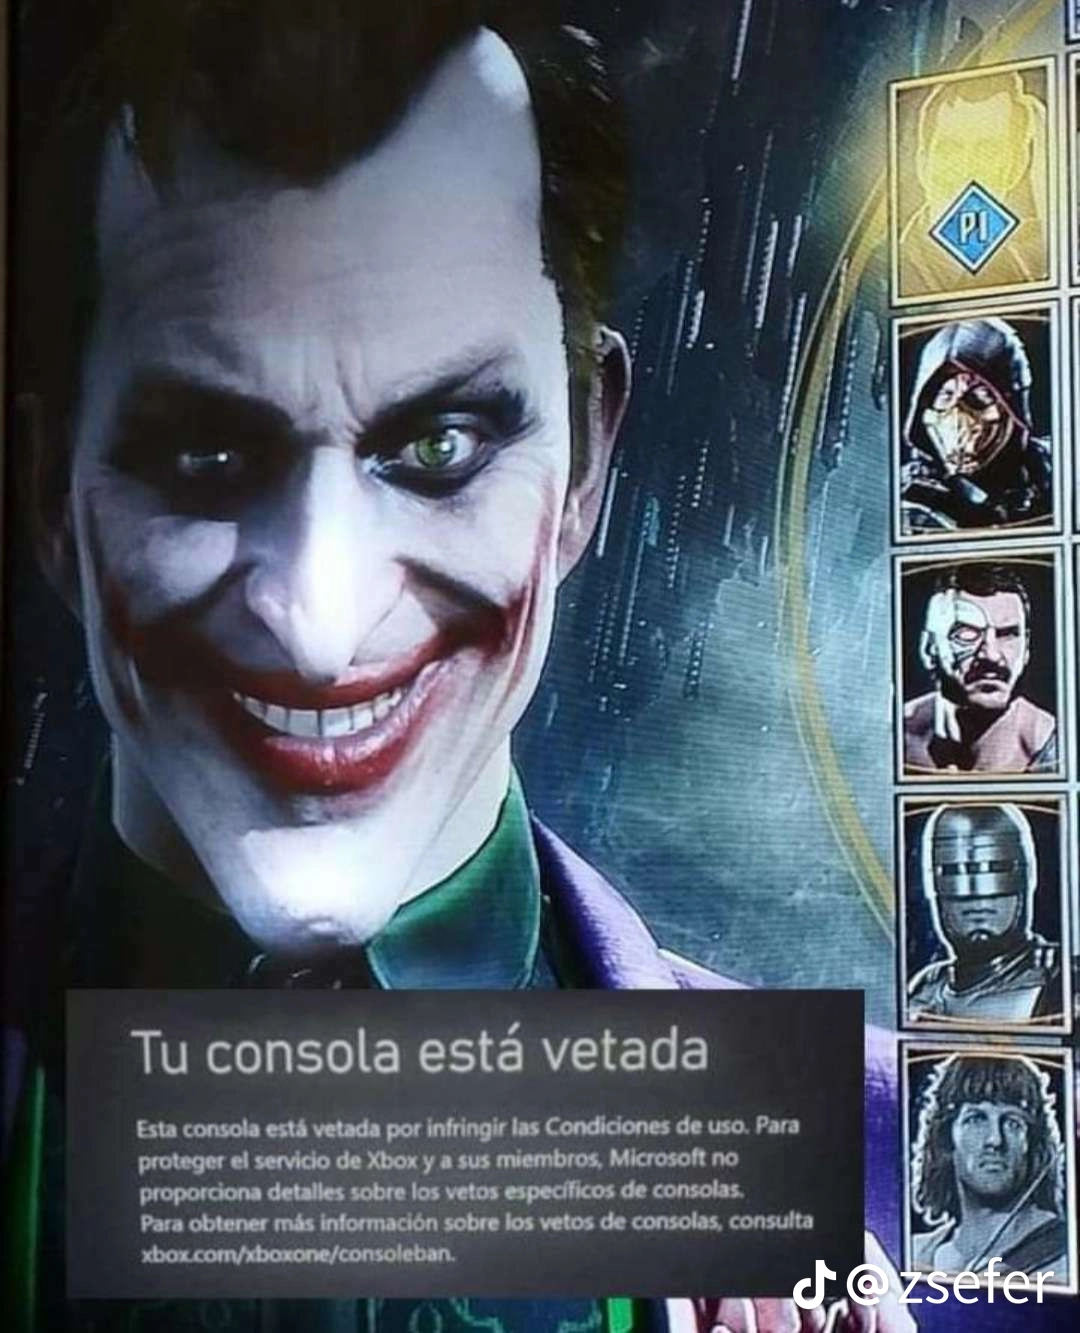 P1
Tu consola está vetada
Esta consola está vetada por infringir las Condiciones de uso. Para
proteger el servicio de Xbox y a sus miembros, Microsoft no
proporciona detalles sobre los vetos específicos de consolas.
Para obtener más información sobre los vetos de consolas, consulta
xbox.com/xboxone/consoleban.
@zsefer